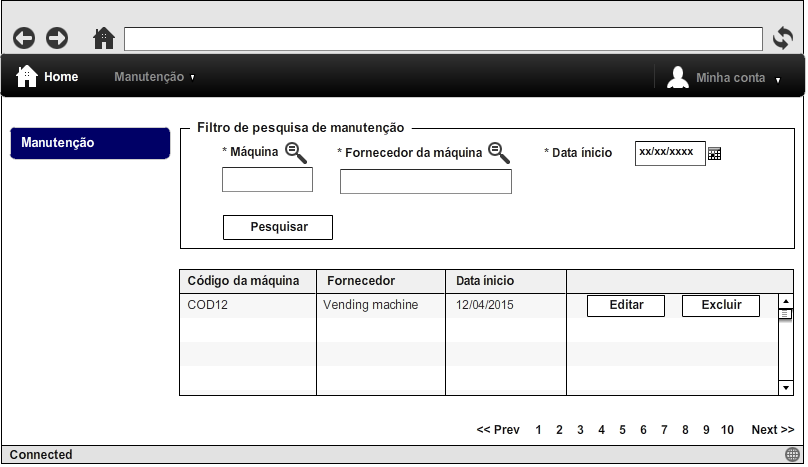 Home Manutenção Minha conta
Manutenção
Filtro de pesquisa de manutenção
* Máquina * Fornecedor da máquina * Data ínicio xx/xx/xxxx
Pesquisar
Código da máquina Fornecedor Data ínicio
COD12 Vending machine 12/04/2015 Editar Excluir
<< Prev 1 2 3 4 5 6 7 8 9 10 Next >>
Connected